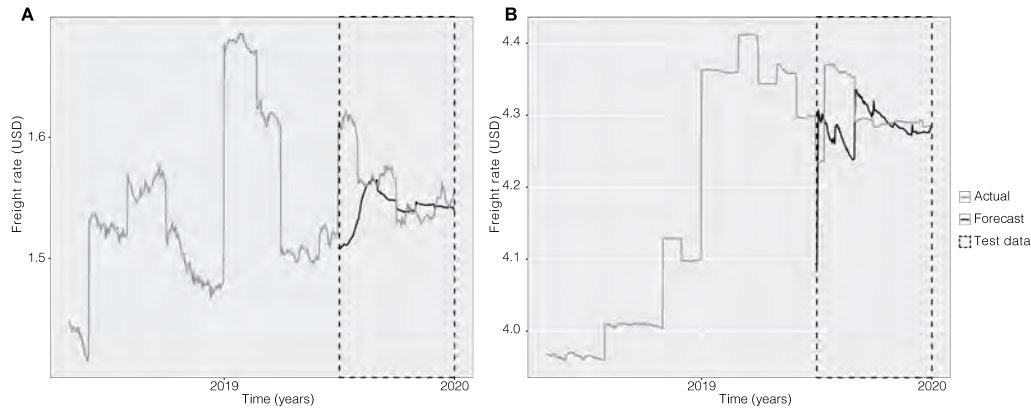 A
Freight rate (USD)
1.6
1.5
2019
2020
Time (years)
B
Freight rate (USD)
4.4
4.3
4.2
4.1
4.0
2019
2020
Time (years)
Actual
Forecast
Test data